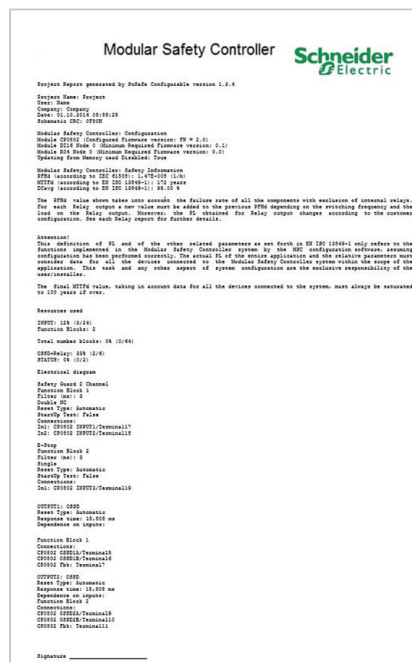 Modular Safety Controller
Schneider
Electric
Project Report generated by SoSafe Configurable version 1.3.4
Project Name: Project
User: Name
Company: Company
Date: 01.10.2014 08:58:25
Schematic CRC:
Modular Safety Controller: Configuration
Module CP0802 (Configured Firmware version: FW = 2.0)
Module DI16 Node 0 (Minimum Required Firmware version: 0.1)
Module RO4 Node 0 (Minimum Required Firmware version: 0.0)
Updating from Memory card Disabled: True
Modular Safety Controller: Safety Information
PFHd (according to IEC 61508): 1,47E-008 (1/h)
MTTFd (according to EN ISO 13849-1): 172 years
DCavg (according to EN ISO 13849-1): 99.00 %
The PFHd value shown takes into account the failure rate of all the components with exclusion of internal relays.
For each Relay output a new value must be added to the previous PFHd depending on the switching frequency and the
load on the Relay output. Moreover, the PL obtained for Relay output changes according to the customer
configuration. See each Relay report for further details.
Attention!
This definition of PL and of the other related parameters as set forth in EN ISO 13849-1 only refers to the
functions implemented in the Modular Safety Controller system by the MSC configuration software, assuming
configuration has been performed correctly. The actual PL of the entire application and the relative parameters must
consider data for all the devices connected to the Modular Safety Controller system within the scope of the
application. This task and any other aspect of system configuration are the exclusive responsibility of the
user/installer.
The final MTTFd value, taking in account data for all the devices connected to the system, must always be saturated
to 100 years if over.
Resources used
INPUT: 12% (3/24)
Function Blocks: 2
Total number blocks: 0% (0/64)
OSSD+Relay: 33% (2/6)
STATUS: 0% (0/2)
Electrical diagram
Safety Guard 2 Channel
Function Block 1
Filter (ms): 3
Double NC
Reset Type: Automatic
StartUp Test: False
Connections:
In1: CP0802 INPUT1/Terminal17
In2: CP0802 INPUT2/Terminal18
E-Stop
Function Block 2
Filter (ms): 3
Single
Reset Type: Automatic
StartUp Test: False
Connections:
In1: CP0802 INPUT3/Terminal19
OUTPUT1: OSSD
Reset Type: Automatic
Response time: 15,808 ms
Dependence on inputs:
Function Block 1
Connections:
CP0802 OSSD1A/Terminal5
CP0802 OSSD1B/Terminal6
CP0802 Fbk: Terminal7
OUTPUT2: OSSD
Reset Type: Automatic
Response time: 15,808 ms
Dependence on inputs:
Function Block 2
Connections:
CP0802 OSSD2A/Terminal9
CP0802 OSSD2B/Terminal10
CP0802 Fbk: Terminal11
Signature